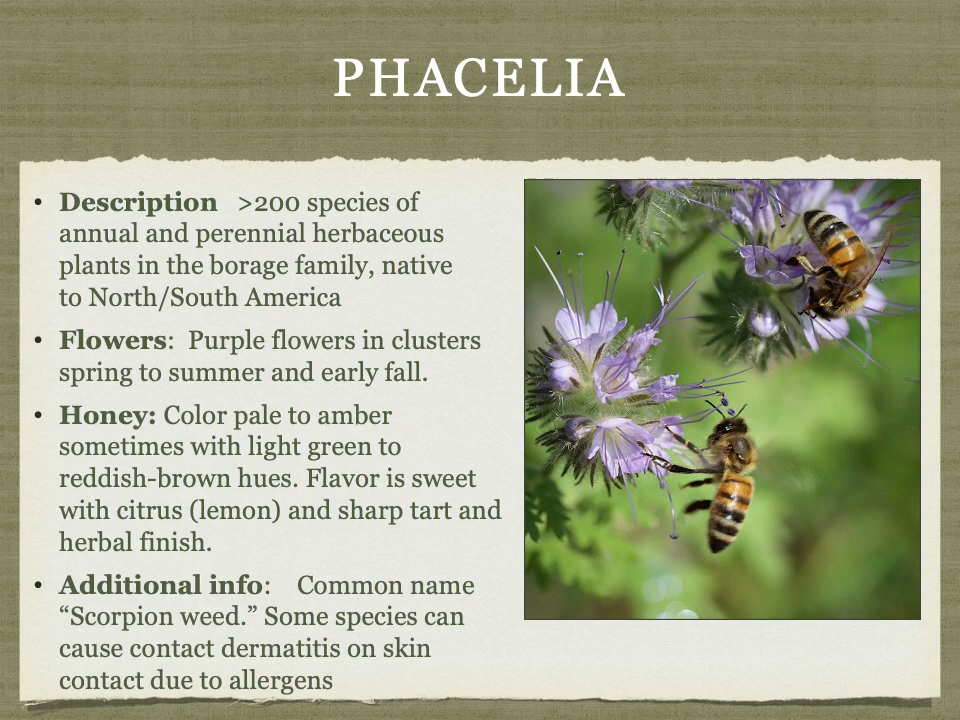 PHACELIA
• Description   >200 species of
annual and perennial herbaceous
plants in the borage family, native
to North/South America
• Flowers:  Purple flowers in clusters
spring to summer and early fall.
• Honey: Color pale to amber
sometimes with light green to
reddish-brown hues. Flavor is sweet
with citrus (lemon) and sharp tart and
herbal finish.
• Additional info:    Common name
“Scorpion weed.” Some species can
cause contact dermatitis on skin
contact due to allergens